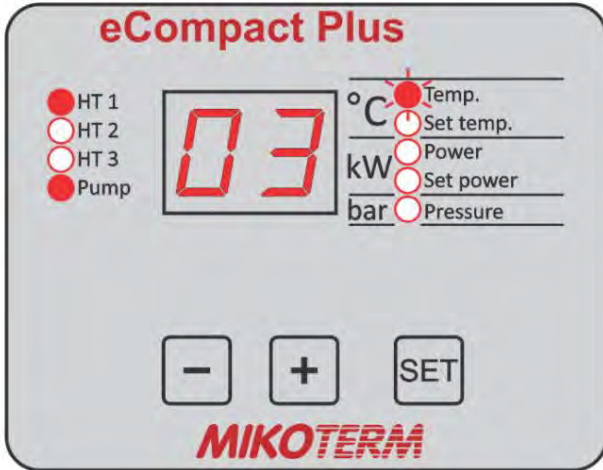 eCompact Plus
HT 1
HT 2
HT 3
Pump
03
°C
Temp.
Set temp.
kW
Power
Set power
bar
Pressure
-
+
SET
MIKOTERM